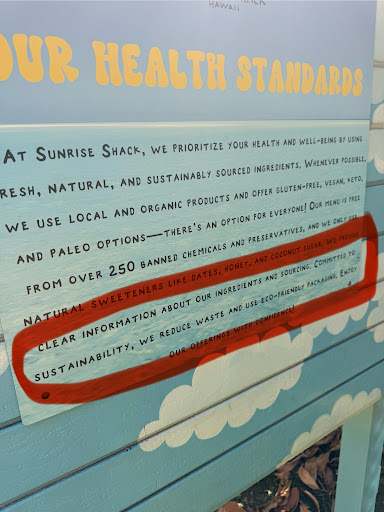 HAWAII
OUR HEALTH STANDARDS
AT SUNRISE SHACK, WE PRIORITIZE YOUR HEALTH AND WELL-BEING BY USING
RESH, NATURAL, AND SUSTAINABLY SOURCED INGREDIENTS. WHENEVER POSSIBLE,
WE USE LOCAL AND ORGANIC PRODUCTS AND OFFER GLUTEN-FREE, VEGAN, KETO,
AND PALEO OPTIONS—THERE'S AN OPTION FOR EVERYONE! OUR MENU IS FREE
FROM OVER 250 BANNED CHEMICALS AND PRESERVATIVES, AND WE ONLY USE
NATURAL SWEETENERS LIKE DATES, HONEY, AND COCONUT SUGAR. WE PROVIDE
CLEAR INFORMATION ABOUT OUR INGREDIENTS AND SOURCING. COMMITTED TO
SUSTAINABILITY, WE REDUCE WASTE AND USE ECO-FRIENDLY PACKAGING. ENJOY
OUR OFFERINGS WITH CONFIDENCE!